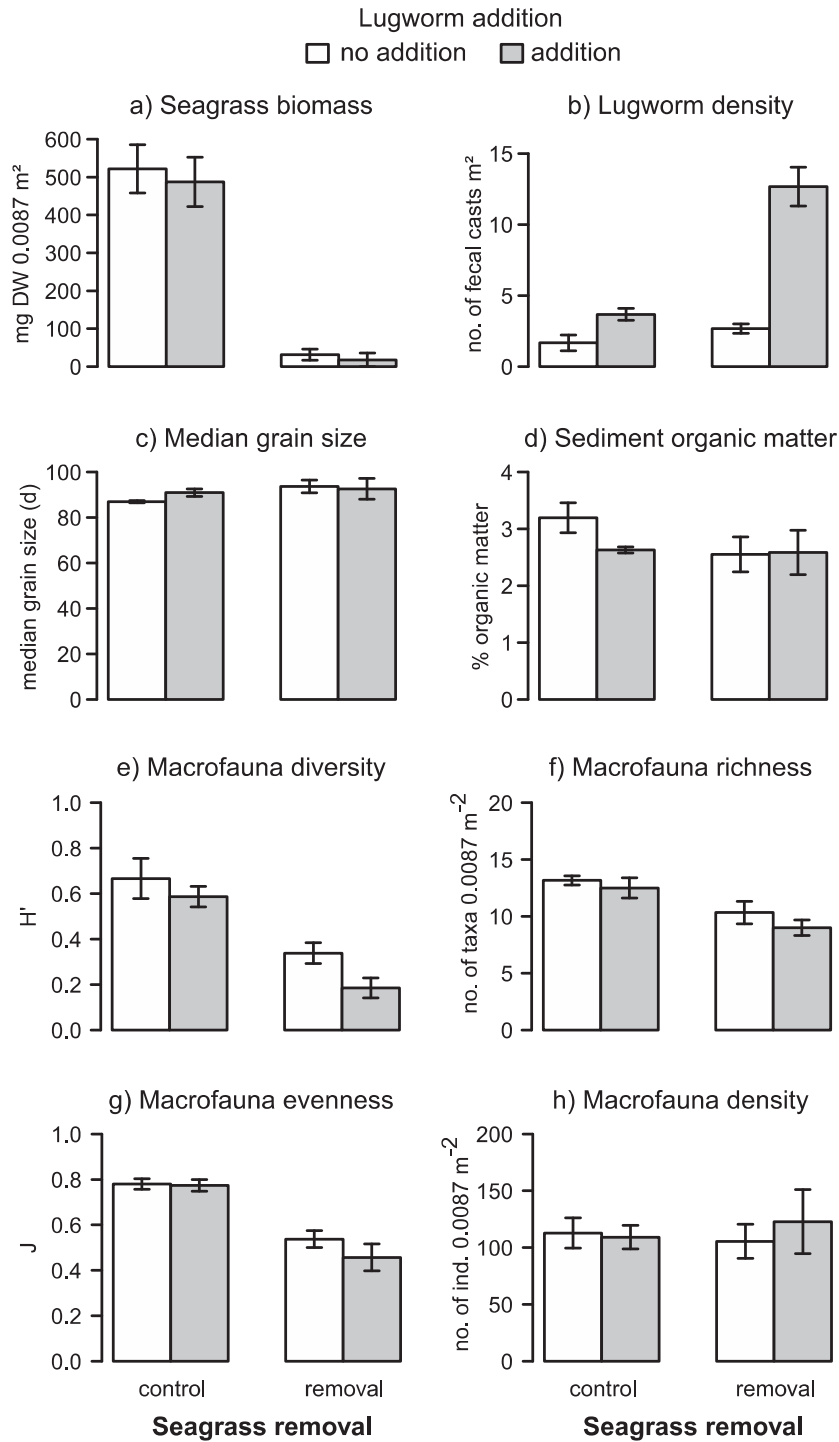 Lugworm addition
no addition addition
a) Seagrass biomass
mg DW 0.0087 m²
600
500
400
300
200
100
0
b) Lugworm density
no. of fecal casts m²
15
10
5
0
c) Median grain size
median grain size (d)
100
80
60
40
20
0
d) Sediment organic matter
% organic matter
4
3
2
1
0
e) Macrofauna diversity
H'
1.0
0.8
0.6
0.4
0.2
0.0
f) Macrofauna richness
no. of taxa 0.0087 m⁻²
20
15
10
5
0
g) Macrofauna evenness
J
1.0
0.8
0.6
0.4
0.2
0.0
control removal
Seagrass removal
h) Macrofauna density
no. of ind. 0.0087 m⁻²
200
150
100
50
0
control removal
Seagrass removal